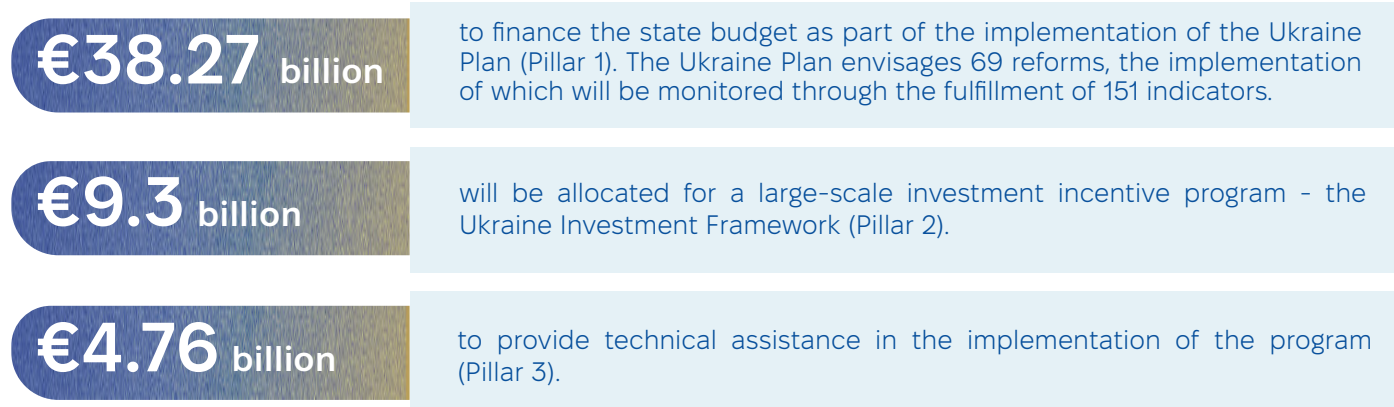 €38.27 billion
to finance the state budget as part of the implementation of the Ukraine
Plan (Pillar 1). The Ukraine Plan envisages 69 reforms, the implementation
of which will be monitored through the fulfillment of 151 indicators.
€9.3 billion
will be allocated for a large-scale investment incentive program - the
Ukraine Investment Framework (Pillar 2).
€4.76 billion
to provide technical assistance in the implementation of the program
(Pillar 3).